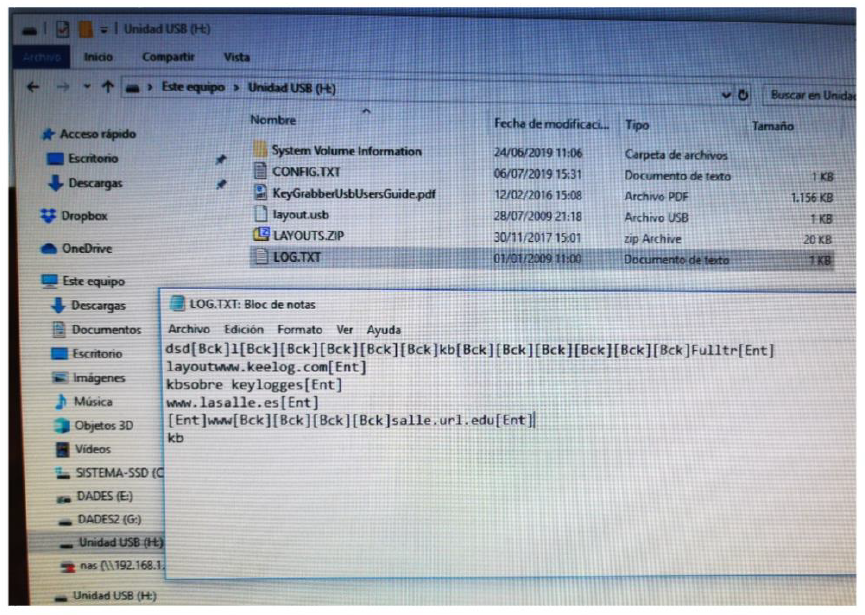 Unidad USB (H:)
Archivo Inicio Compartir Vista
Este equipo > Unidad USB (H:)
Buscar en Unida
Nombre Fecha de modificaci... Tipo Tamaño
System Volume Information 24/06/2019 11:06 Carpeta de archivos
CONFIG.TXT 06/07/2019 15:31 Documento de texto 1 KB
KeyGrabberUsbUsersGuide.pdf 12/02/2016 15:08 Archivo PDF 1.156 KB
layout.usb 28/07/2009 21:18 Archivo USB 1 KB
LAYOUTS.ZIP 30/11/2017 15:01 zip Archive 20 KB
LOG.TXT 01/01/2009 11:00 Documento de texto 1 KB
Acceso rápido
Escritorio
Descargas
Dropbox
OneDrive
Este equipo
Descargas
Documentos
Escritorio
Imágenes
Música
Objetos 3D
Vídeos
SISTEMA-SSD (C
DADES (E:)
DADES2 (G:)
Unidad USB (H:)
nas (\\192.168.1.
Unidad USB (H:)
LOG.TXT: Bloc de notas
Archivo Edición Formato Ver Ayuda
dsd[Bck]l[Bck][Bck][Bck][Bck][Bck]kb[Bck][Bck][Bck][Bck][Bck][Bck]Fulltr[Ent]
layoutwww.keelog.com[Ent]
kbsobre keylogges[Ent]
www.lasalle.es[Ent]
[Ent]www[Bck][Bck][Bck][Bck]salle.url.edu[Ent]
kb